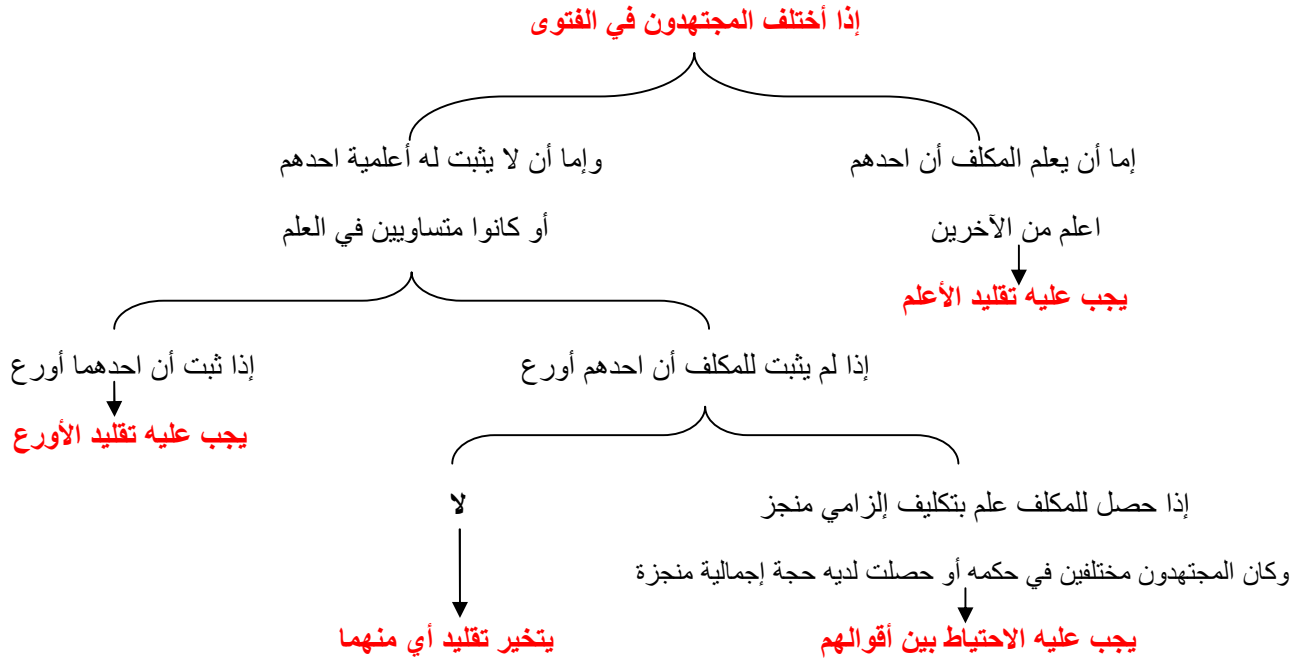 إذا أختلف المجتهدون في الفتوى
إما أن يعلم المكلف أن احدهم
اعلم من الآخرين
يجب عليه تقليد الأعلم
وإما أن لا يثبت له أعلمية احدهم
أو كانوا متساويين في العلم
إذا لم يثبت للمكلف أن احدهم أورع
إذا ثبت أن احدهما أورع
يجب عليه تقليد الأورع
إذا حصل للمكلف علم بتكليف إلزامي منجز
وكان المجتهدون مختلفين في حكمه أو حصلت لديه حجة إجمالية منجزة
يجب عليه الاحتياط بين أقوالهم
لا
يتخير تقليد أي منهما